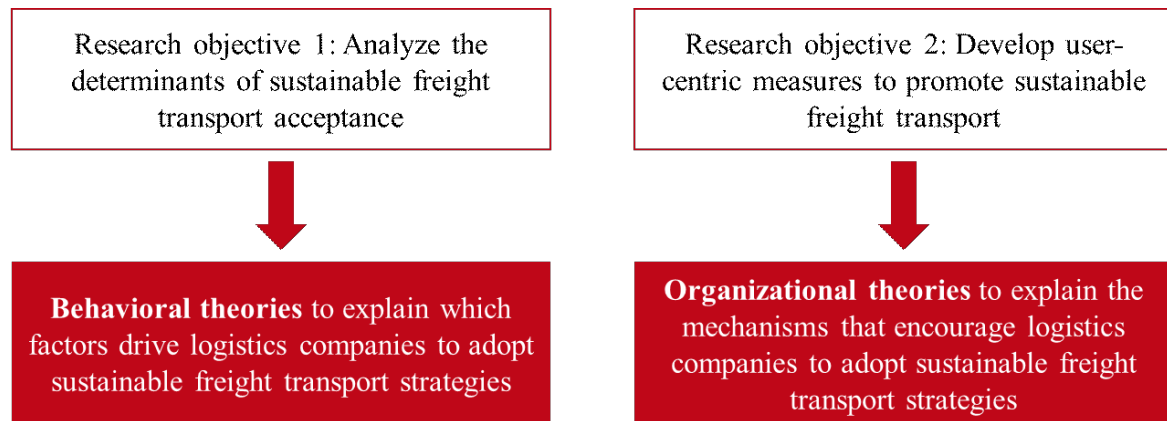 Research objective 1: Analyze the
determinants of sustainable freight
transport acceptance
Research objective 2: Develop user-
centric measures to promote sustainable
freight transport
Behavioral theories to explain which
factors drive logistics companies to adopt
sustainable freight transport strategies
Organizational theories to explain the
mechanisms that encourage logistics
companies to adopt sustainable freight
transport strategies